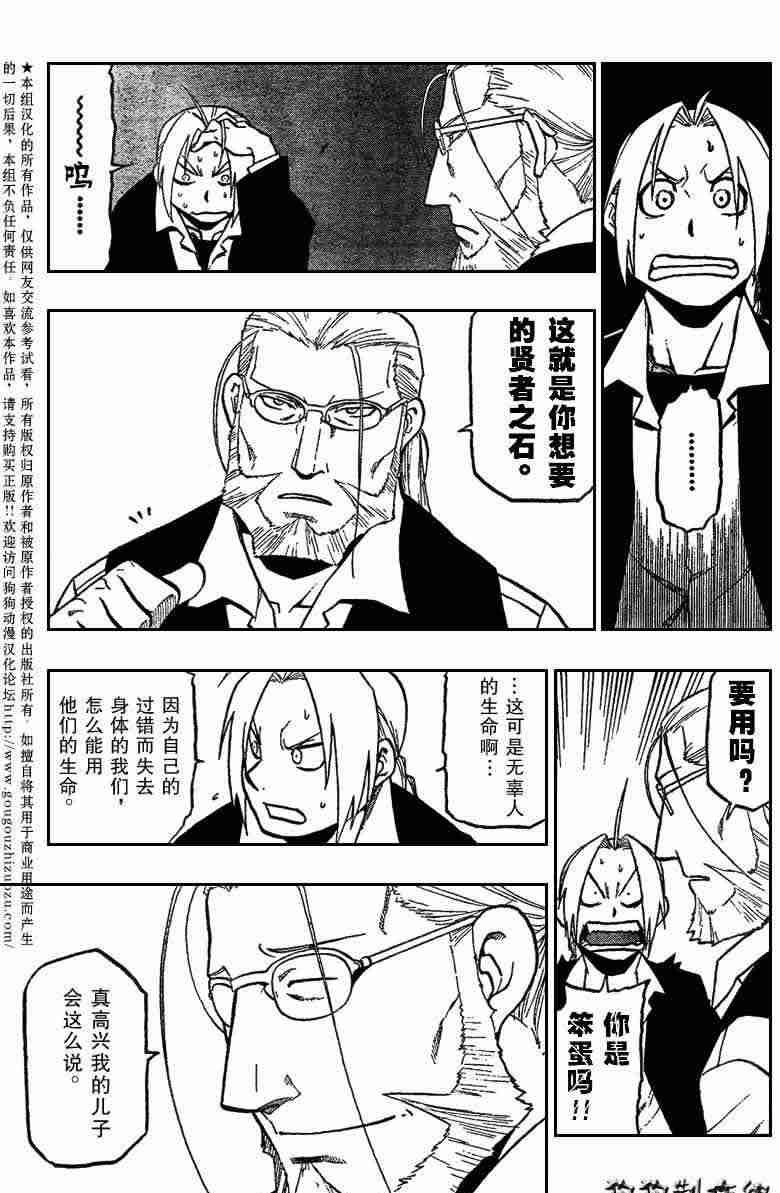 ………
………
呜…
这就是你想要
的贤者之石。
要用吗？
你是
笨蛋吗!!
…这可是无辜人
的生命啊…
因为自己的
过错而失去
身体的我们，
怎么能用
他们的生命。
真高兴我的儿子
会这么说。
★本组汉化的所有作品，仅供网友交流参考试看，所有版权归原作者和被原作者授权的出版社所有。如擅自将其用于商业用途而产生
的一切后果，本组不负任何责任。如喜欢本作品，请支持购买正版!!欢迎访问狗狗动漫汉化论坛http://www.gougouzhizuozu.com/